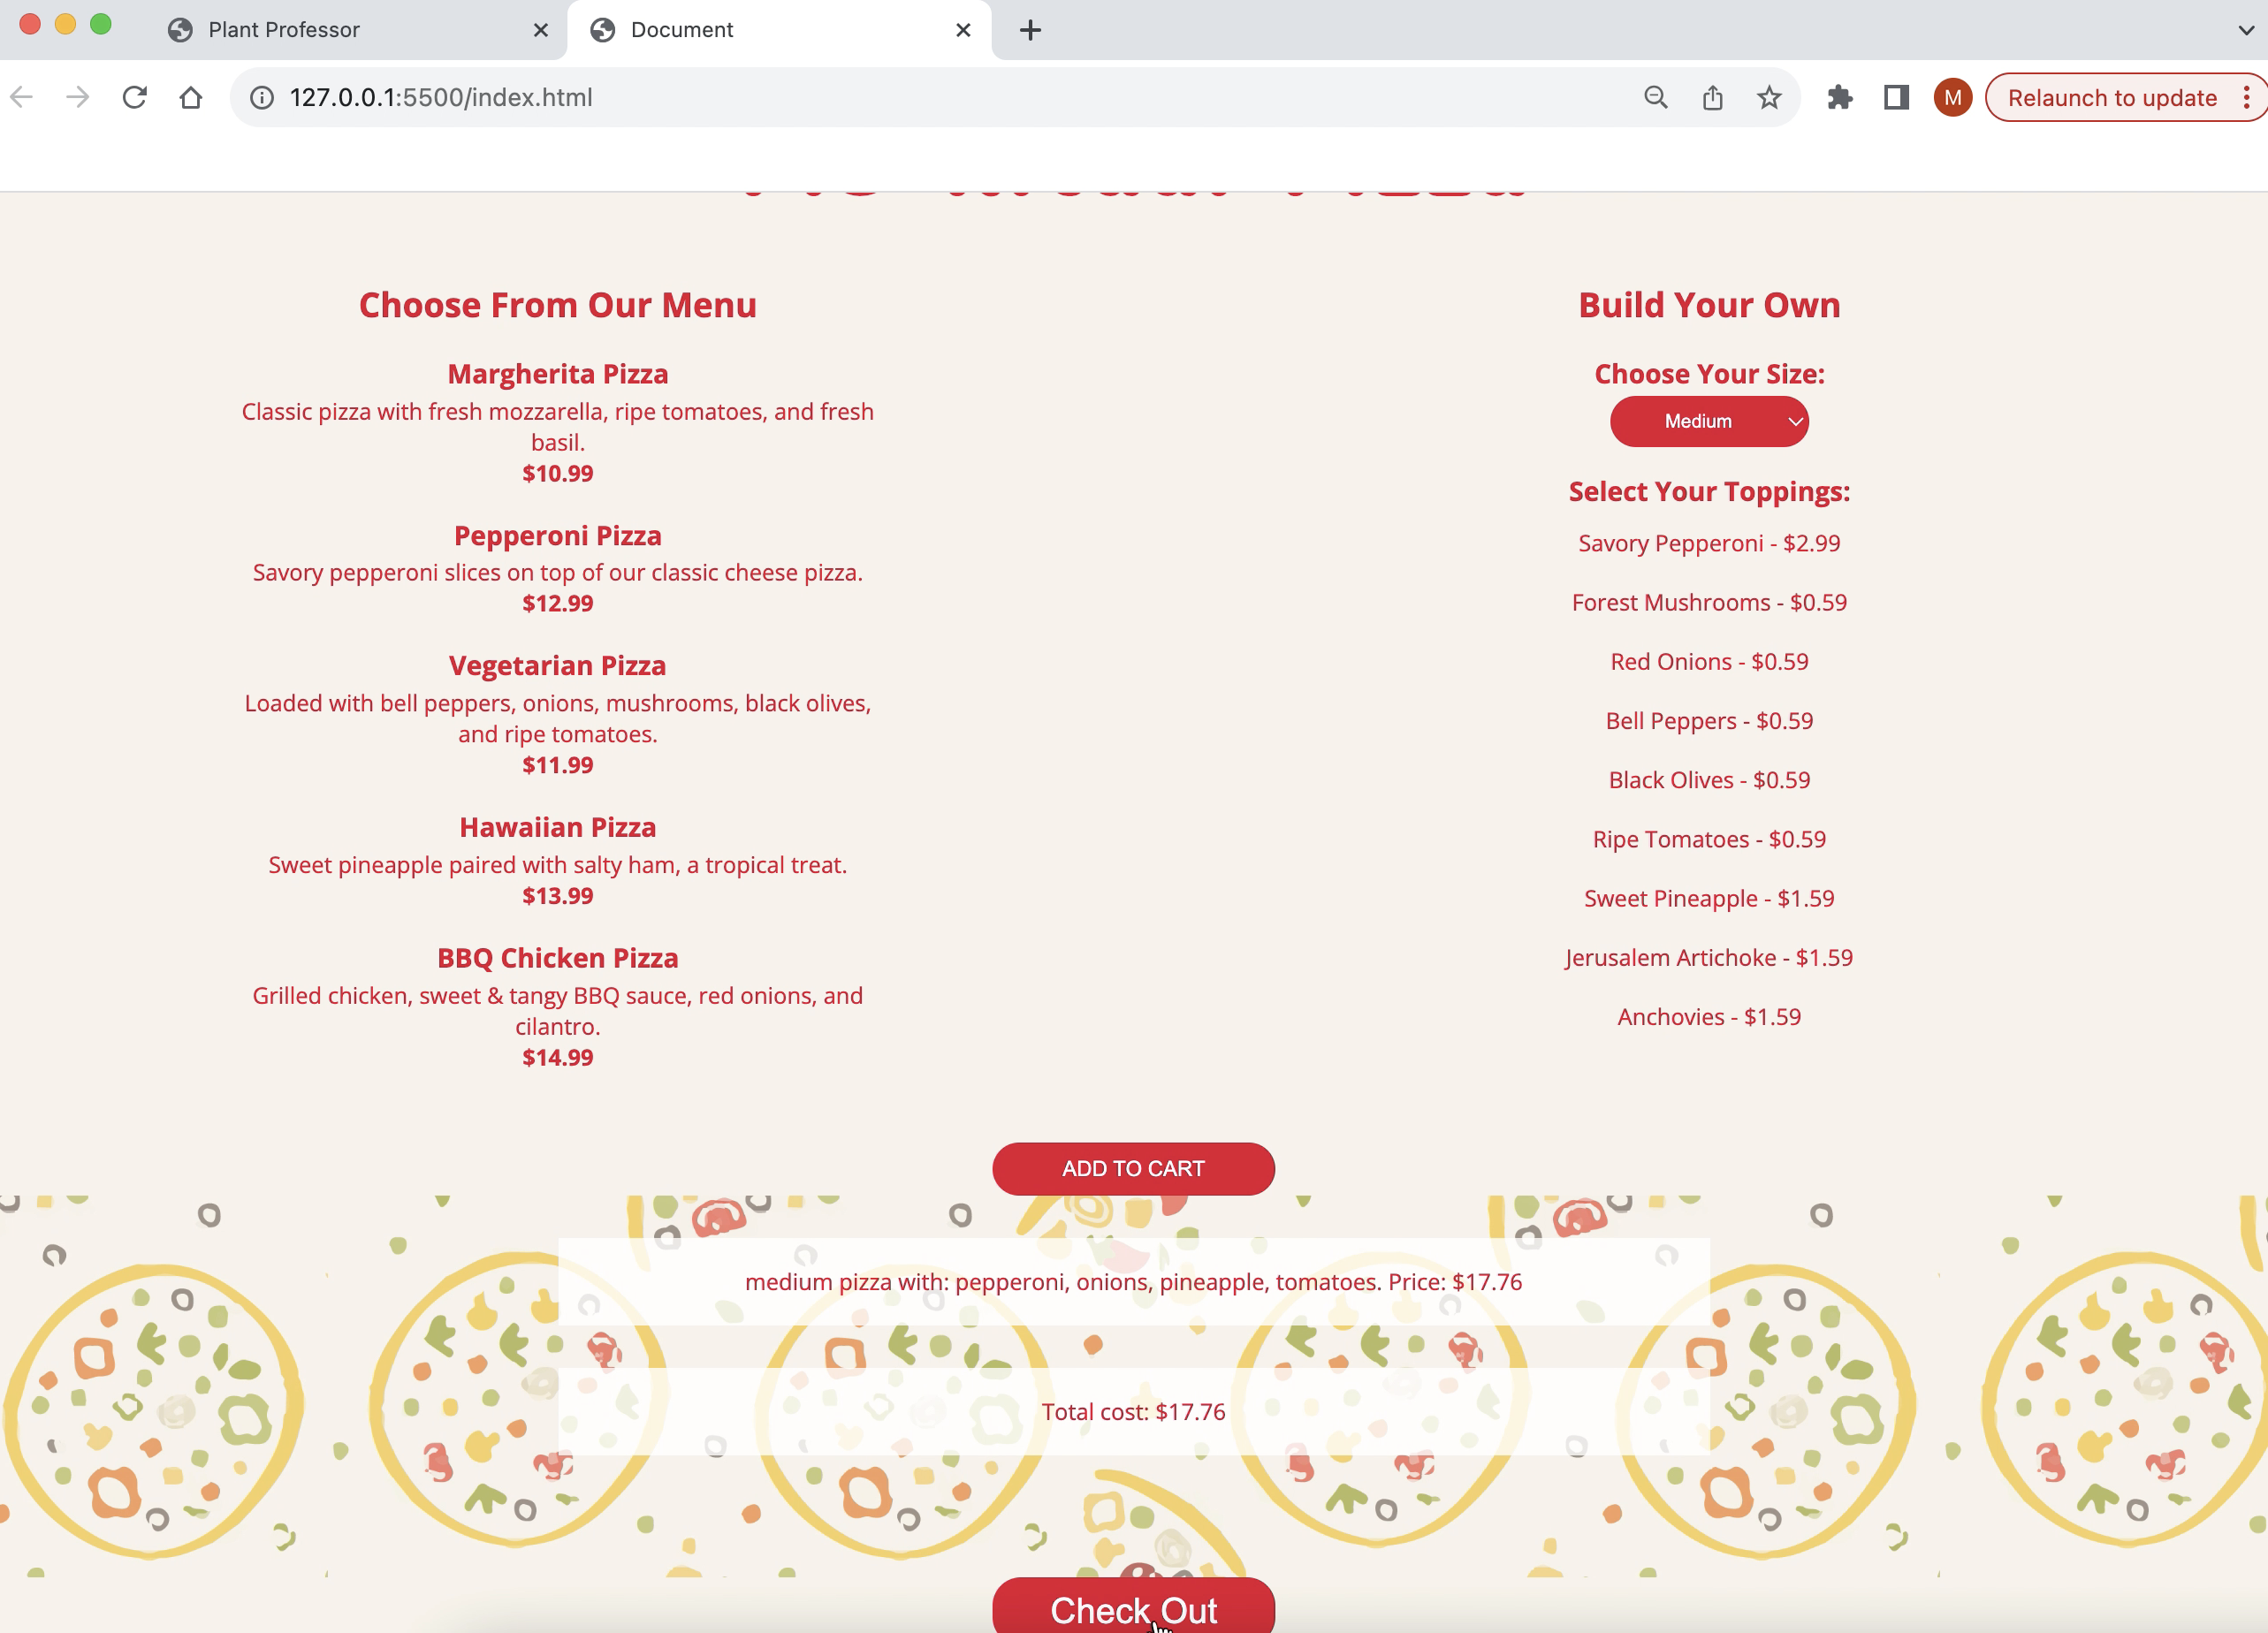 Plant Professor
Document
127.0.0.1:5500/index.html
M
Relaunch to update
Choose From Our Menu
Margherita Pizza
Classic pizza with fresh mozzarella, ripe tomatoes, and fresh
basil.
$10.99
Pepperoni Pizza
Savory pepperoni slices on top of our classic cheese pizza.
$12.99
Vegetarian Pizza
Loaded with bell peppers, onions, mushrooms, black olives,
and ripe tomatoes.
$11.99
Hawaiian Pizza
Sweet pineapple paired with salty ham, a tropical treat.
$13.99
BBQ Chicken Pizza
Grilled chicken, sweet & tangy BBQ sauce, red onions, and
cilantro.
$14.99
Build Your Own
Choose Your Size:
Medium
Select Your Toppings:
Savory Pepperoni - $2.99
Forest Mushrooms - $0.59
Red Onions - $0.59
Bell Peppers - $0.59
Black Olives - $0.59
Ripe Tomatoes - $0.59
Sweet Pineapple - $1.59
Jerusalem Artichoke - $1.59
Anchovies - $1.59
ADD TO CART
medium pizza with: pepperoni, onions, pineapple, tomatoes. Price: $17.76
Total cost: $17.76
Check Out